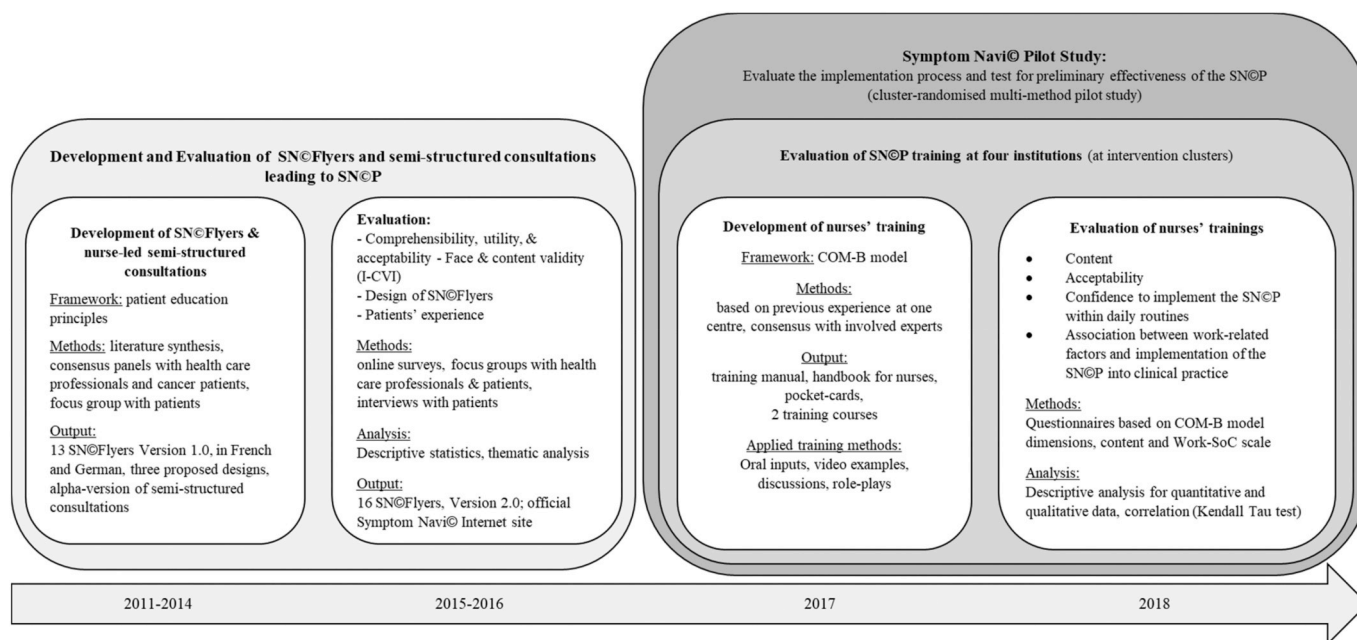 Symptom Navi© Pilot Study:
Evaluate the implementation process and test for preliminary effectiveness of the SN©P
(cluster-randomised multi-method pilot study)
Development and Evaluation of SN©Flyers and semi-structured consultations
leading to SN©P
Development of SN©Flyers &
nurse-led semi-structured
consultations
Framework: patient education
principles
Methods: literature synthesis,
consensus panels with health care
professionals and cancer patients,
focus group with patients
Output:
13 SN©Flyers Version 1.0, in French
and German, three proposed designs,
alpha-version of semi-structured
consultations
Evaluation:
- Comprehensibility, utility, &
acceptability - Face & content validity
(I-CVI)
- Design of SN©Flyers
- Patients’ experience
Methods:
online surveys, focus groups with health
care professionals & patients,
interviews with patients
Analysis:
Descriptive statistics, thematic analysis
Output:
16 SN©Flyers, Version 2.0; official
Symptom Navi© Internet site
Evaluation of SN©P training at four institutions (at intervention clusters)
Development of nurses’ training
Framework: COM-B model
Methods:
based on previous experience at one
centre, consensus with involved experts
Output:
training manual, handbook for nurses,
pocket-cards,
2 training courses
Applied training methods:
Oral inputs, video examples,
discussions, role-plays
Evaluation of nurses’ trainings
• Content
• Acceptability
• Confidence to implement the SN©P
within daily routines
• Association between work-related
factors and implementation of the
SN©P into clinical practice
Methods:
Questionnaires based on COM-B model
dimensions, content and Work-SoC scale
Analysis:
Descriptive analysis for quantitative and
qualitative data, correlation (Kendall Tau test)
2011-2014
2015-2016
2017
2018